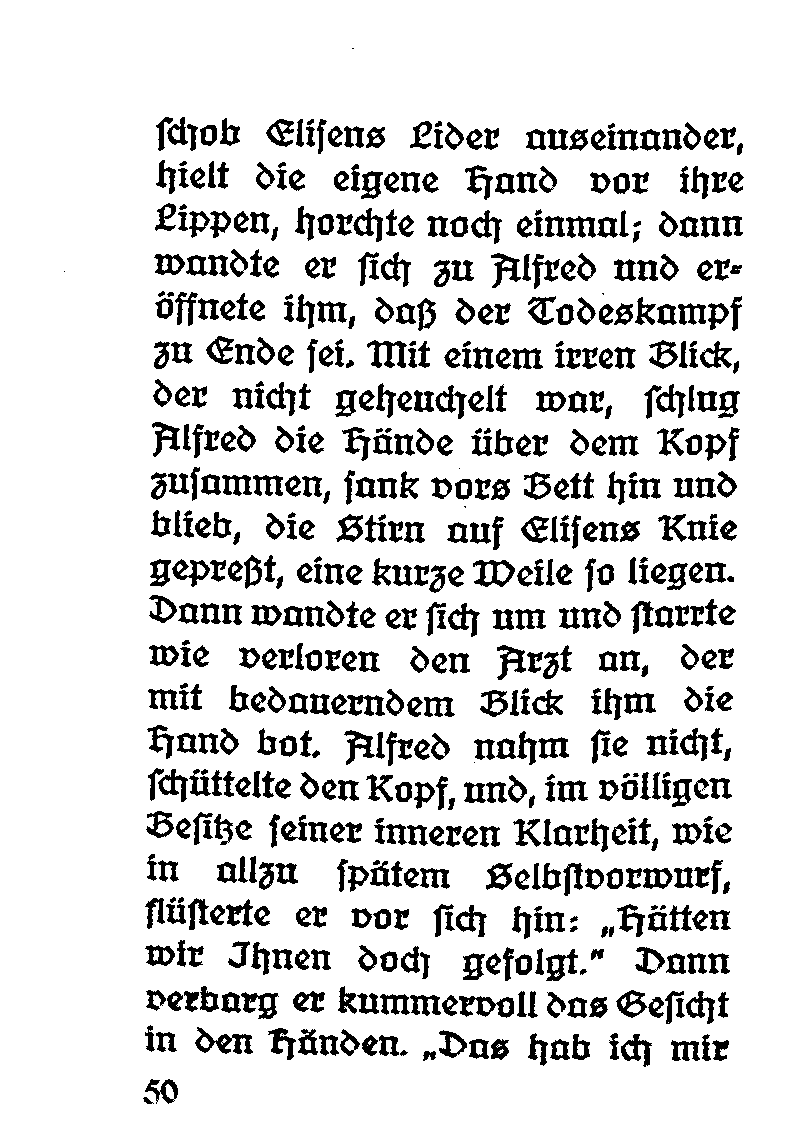 schob Elisens Lider auseinander,
hielt die eigene Hand vor ihre
Lippen, horchte noch einmal; dann
wandte er sich zu Alfred und er-
öffnete ihm, daß der Todeskampf
zu Ende sei. Mit einem irren Blick,
der nicht geheuchelt war, schlug
Alfred die Hände über dem Kopf
zusammen, sank vors Bett hin und
blieb, die Stirn auf Elisens Knie
gepreßt, eine kurze Weile so liegen.
Dann wandte er sich um und starrte
wie verloren den Arzt an, der
mit bedauerndem Blick ihm die
Hand bot. Alfred nahm sie nicht,
schüttelte den Kopf, und, im völligen
Besitze seiner inneren Klarheit, wie
in allzu spätem Selbstvorwurf,
flüsterte er vor sich hin: „Hätten
wir Ihnen doch gefolgt.“ Dann
verbarg er kummervoll das Gesicht
in den Händen. „Das hab ich mir
50